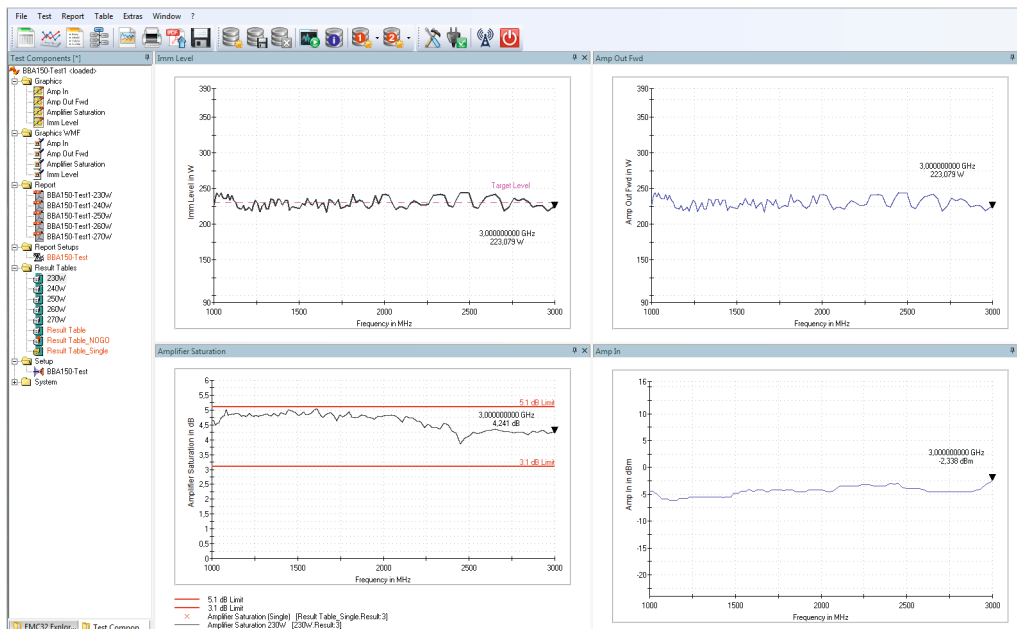 File Test Report Table Extras Window ?
Test Components [*]
BBA150-Test1 <loaded>
Graphics
Amp In
Amp Out Fwd
Amplifier Saturation
Imm Level
Graphics WMF
Amp In
Amp Out Fwd
Amplifier Saturation
Imm Level
Report
BBA150-Test1-230W
BBA150-Test1-240W
BBA150-Test1-250W
BBA150-Test1-260W
BBA150-Test1-270W
Report Setups
BBA150-Test
Result Tables
230W
240W
250W
260W
270W
Result Table
Result Table_NOGO
Result Table_Single
Setup
BBA150-Test
System
EMC32 Explor...
Test Compon...
Imm Level
390
350
300
250
200
150
90
Imm Level in W
Target Level
3,000000000 GHz
223,079 W
1000 1500 2000 2500 3000
Frequency in MHz
Amp Out Fwd
390
350
300
250
200
150
90
Amp Out Fwd in W
3,000000000 GHz
223,079 W
1000 1500 2000 2500 3000
Frequency in MHz
Amplifier Saturation
6
5,5
5
4,5
4
3,5
3
2,5
2
1,5
1
0,5
0
Amplifier Saturation in dB
5.1 dB Limit
3,000000000 GHz
4,241 dB
3.1 dB Limit
1000 1500 2000 2500 3000
Frequency in MHz
5.1 dB Limit
3.1 dB Limit
Amplifier Saturation (Single) [Result Table_Single.Result:3]
Amplifier Saturation 230W [230W.Result:3]
Amp In
16
10
5
0
-5
-10
-15
-20
Amp In in dBm
3,000000000 GHz
-2,338 dBm
1000 1500 2000 2500 3000
Frequency in MHz